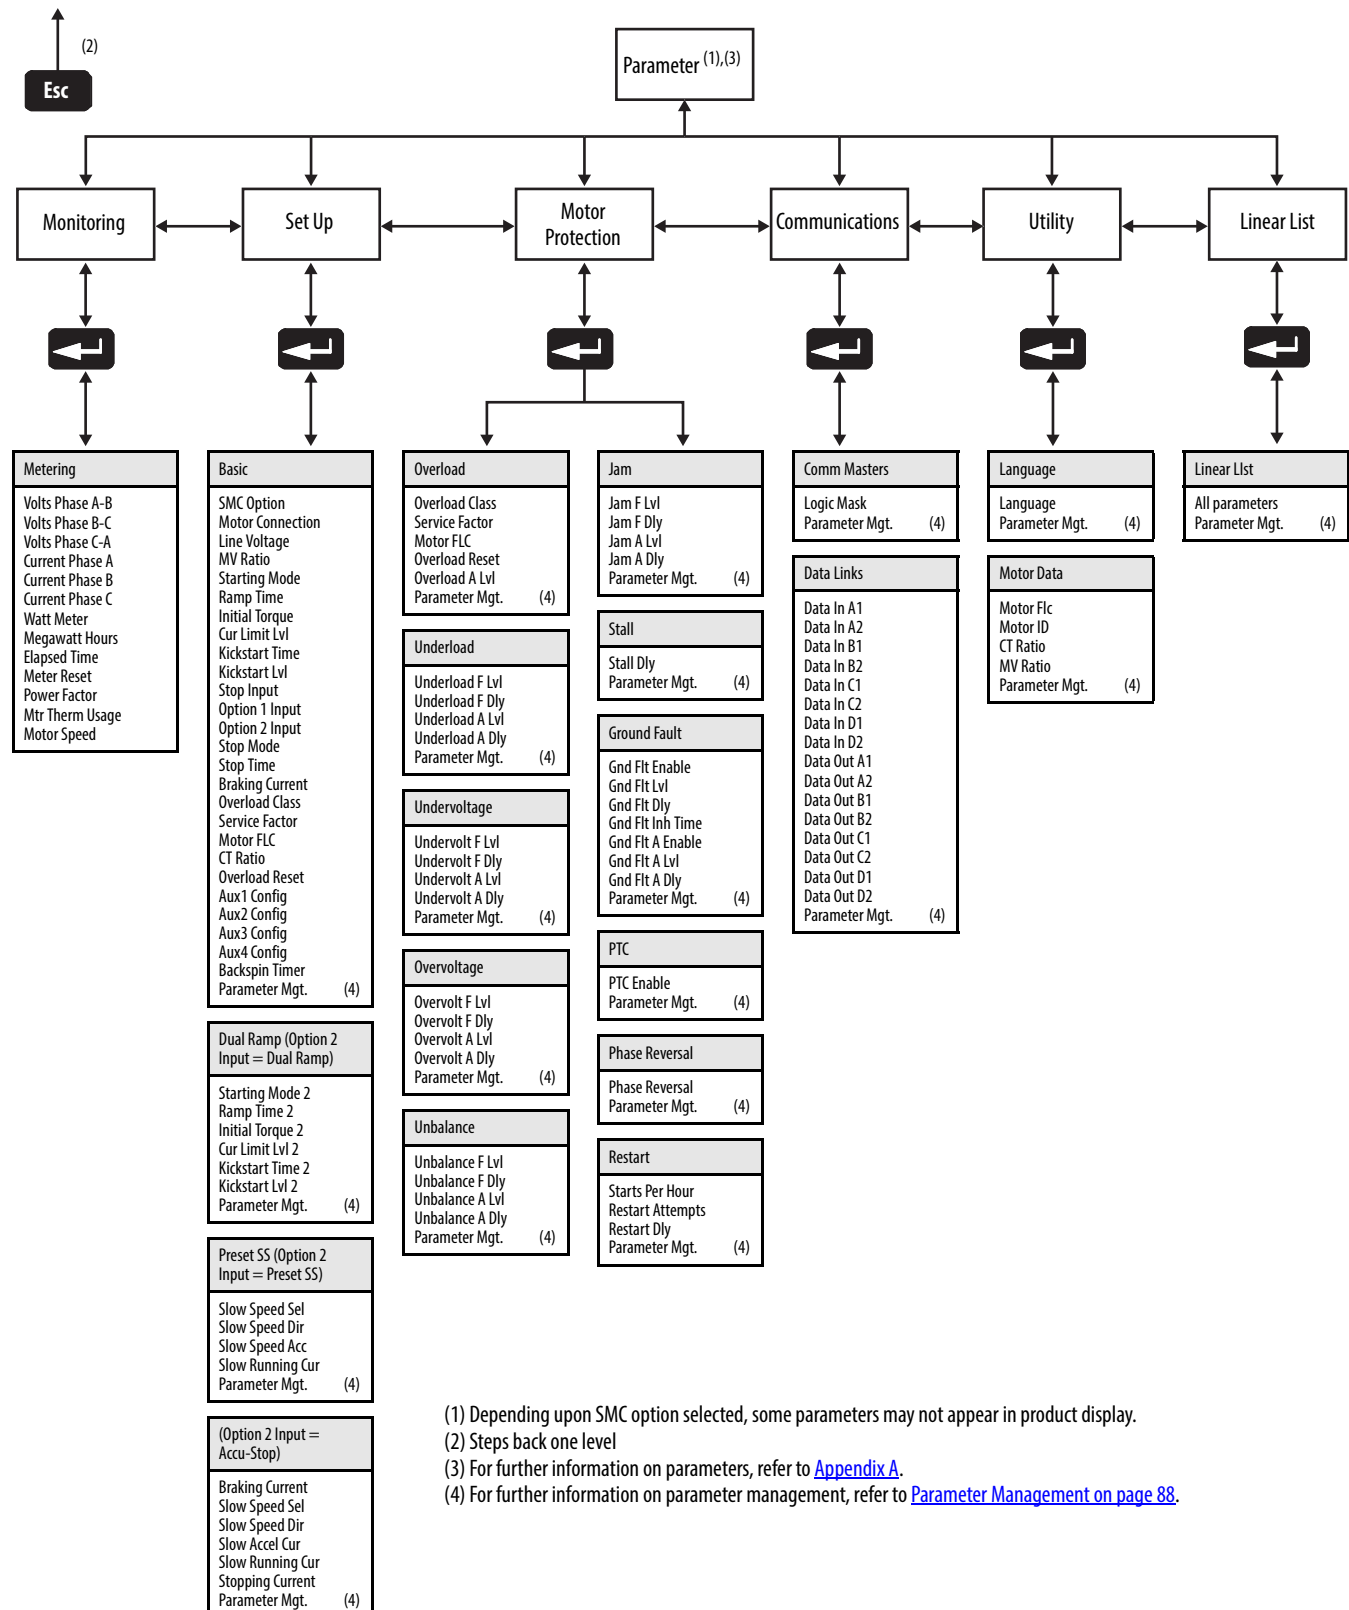 (2)
Esc
Parameter (1),(3)
Monitoring
Set Up
Motor
Protection
Communications
Utility
Linear List
Metering
Volts Phase A-B
Volts Phase B-C
Volts Phase C-A
Current Phase A
Current Phase B
Current Phase C
Watt Meter
Megawatt Hours
Elapsed Time
Meter Reset
Power Factor
Mtr Therm Usage
Motor Speed
Basic
SMC Option
Motor Connection
Line Voltage
MV Ratio
Starting Mode
Ramp Time
Initial Torque
Cur Limit Lvl
Kickstart Time
Kickstart Lvl
Stop Input
Option 1 Input
Option 2 Input
Stop Mode
Stop Time
Braking Current
Overload Class
Service Factor
Motor FLC
CT Ratio
Overload Reset
Aux1 Config
Aux2 Config
Aux3 Config
Aux4 Config
Backspin Timer
Parameter Mgt. (4)
Dual Ramp (Option 2
Input = Dual Ramp)
Starting Mode 2
Ramp Time 2
Initial Torque 2
Cur Limit Lvl 2
Kickstart Time 2
Kickstart Lvl 2
Parameter Mgt. (4)
Preset SS (Option 2
Input = Preset SS)
Slow Speed Sel
Slow Speed Dir
Slow Speed Acc
Slow Running Cur
Parameter Mgt. (4)
(Option 2 Input =
Accu-Stop)
Braking Current
Slow Speed Sel
Slow Speed Dir
Slow Accel Cur
Slow Running Cur
Stopping Current
Parameter Mgt. (4)
Overload
Overload Class
Service Factor
Motor FLC
Overload Reset
Overload A Lvl
Parameter Mgt. (4)
Underload
Underload F Lvl
Underload F Dly
Underload A Lvl
Underload A Dly
Parameter Mgt. (4)
Undervoltage
Undervolt F Lvl
Undervolt F Dly
Undervolt A Lvl
Undervolt A Dly
Parameter Mgt. (4)
Overvoltage
Overvolt F Lvl
Overvolt F Dly
Overvolt A Lvl
Overvolt A Dly
Parameter Mgt. (4)
Unbalance
Unbalance F Lvl
Unbalance F Dly
Unbalance A Lvl
Unbalance A Dly
Parameter Mgt. (4)
Jam
Jam F Lvl
Jam F Dly
Jam A Lvl
Jam A Dly
Parameter Mgt. (4)
Stall
Stall Dly
Parameter Mgt. (4)
Ground Fault
Gnd Flt Enable
Gnd Flt Lvl
Gnd Flt Dly
Gnd Flt Inh Time
Gnd Flt A Enable
Gnd Flt A Lvl
Gnd Flt A Dly
Parameter Mgt. (4)
PTC
PTC Enable
Parameter Mgt. (4)
Phase Reversal
Phase Reversal
Parameter Mgt. (4)
Restart
Starts Per Hour
Restart Attempts
Restart Dly
Parameter Mgt. (4)
Comm Masters
Logic Mask
Parameter Mgt. (4)
Data Links
Data In A1
Data In A2
Data In B1
Data In B2
Data In C1
Data In C2
Data In D1
Data In D2
Data Out A1
Data Out A2
Data Out B1
Data Out B2
Data Out C1
Data Out C2
Data Out D1
Data Out D2
Parameter Mgt. (4)
Language
Language
Parameter Mgt. (4)
Motor Data
Motor Flc
Motor ID
CT Ratio
MV Ratio
Parameter Mgt. (4)
Linear LIst
All parameters
Parameter Mgt. (4)
(1) Depending upon SMC option selected, some parameters may not appear in product display.
(2) Steps back one level
(3) For further information on parameters, refer to Appendix A.
(4) For further information on parameter management, refer to Parameter Management on page 88.